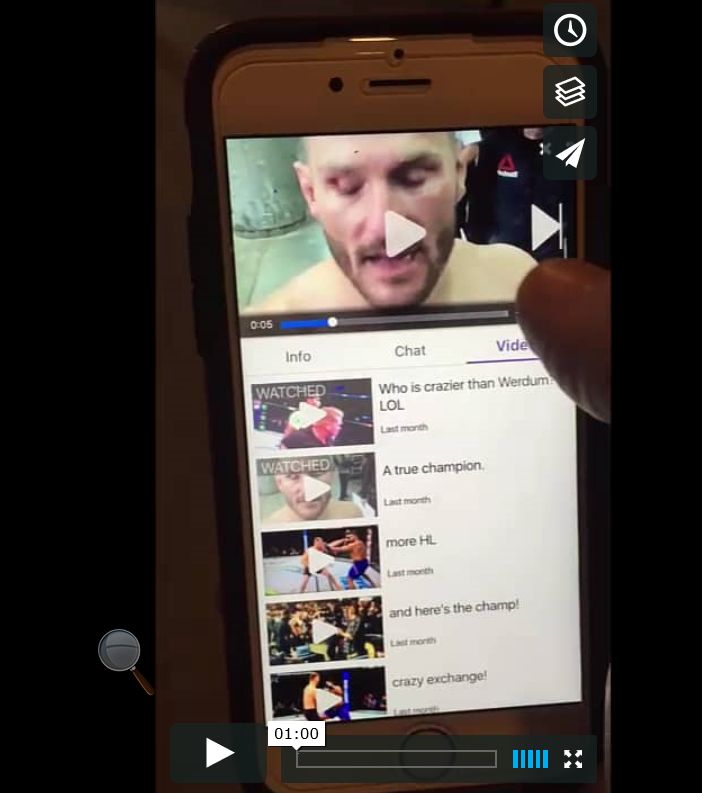 0:05
Info
Chat
Vide
WATCHED
Who is crazier than Werdum?
LOL
Last month
WATCHED
A true champion.
Last month
more HL
Last month
and here's the champ!
Last month
crazy exchange!
Last month
01:00